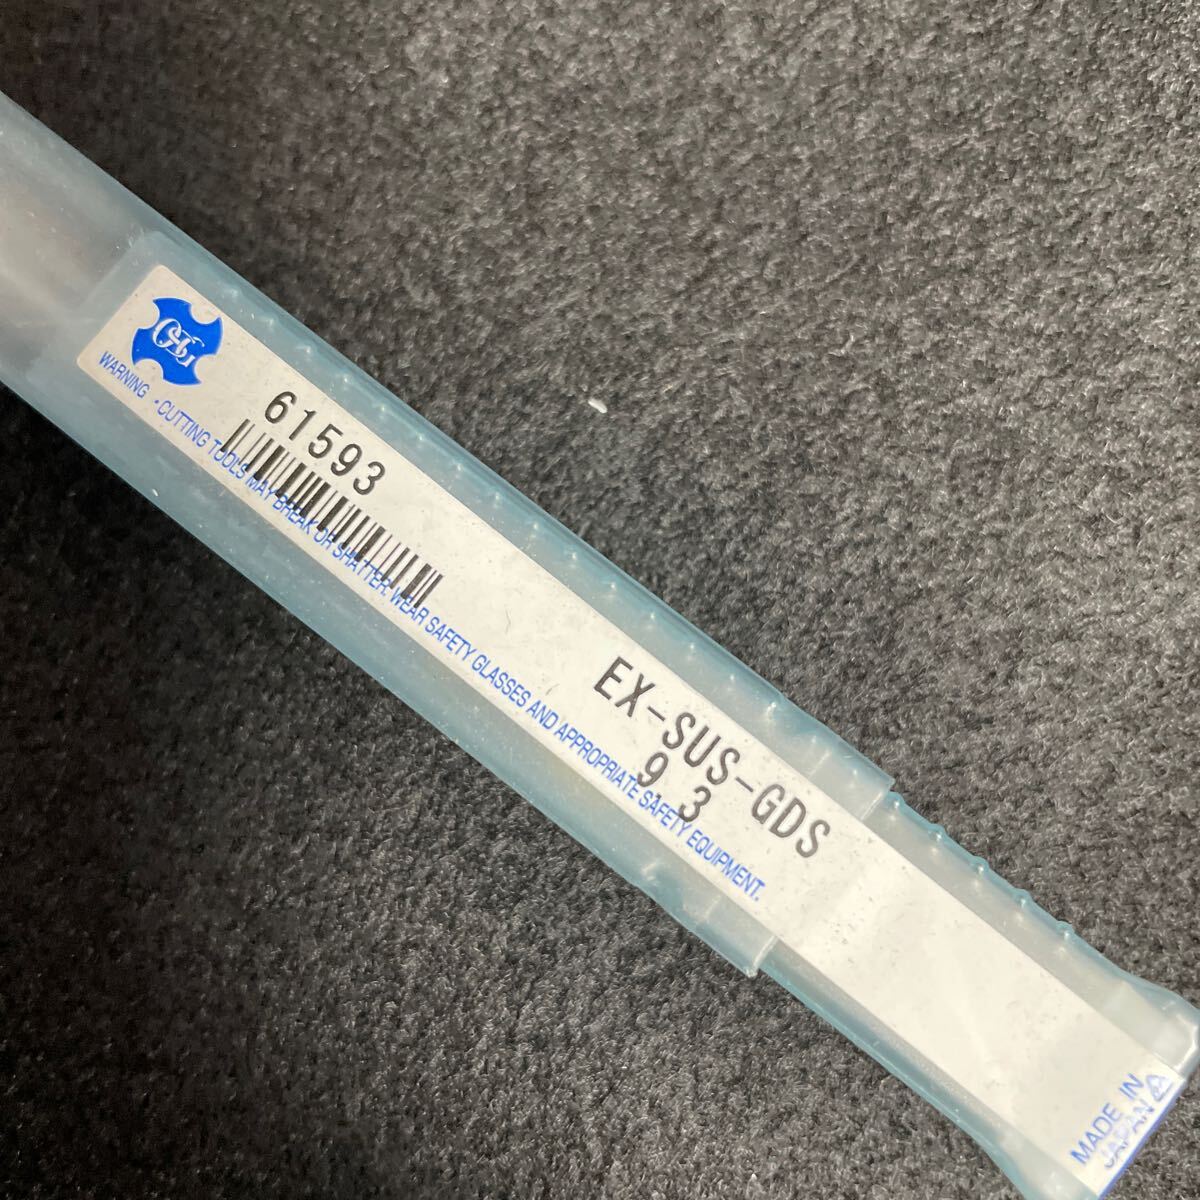 OSG
61593
WARNING • CUTTING TOOLS MAY BREAK OR SHATTER. WEAR SAFETY GLASSES AND APPROPRIATE SAFETY EQUIPMENT.
EX-SUS-GDS
9.3
MADE IN
JAPAN